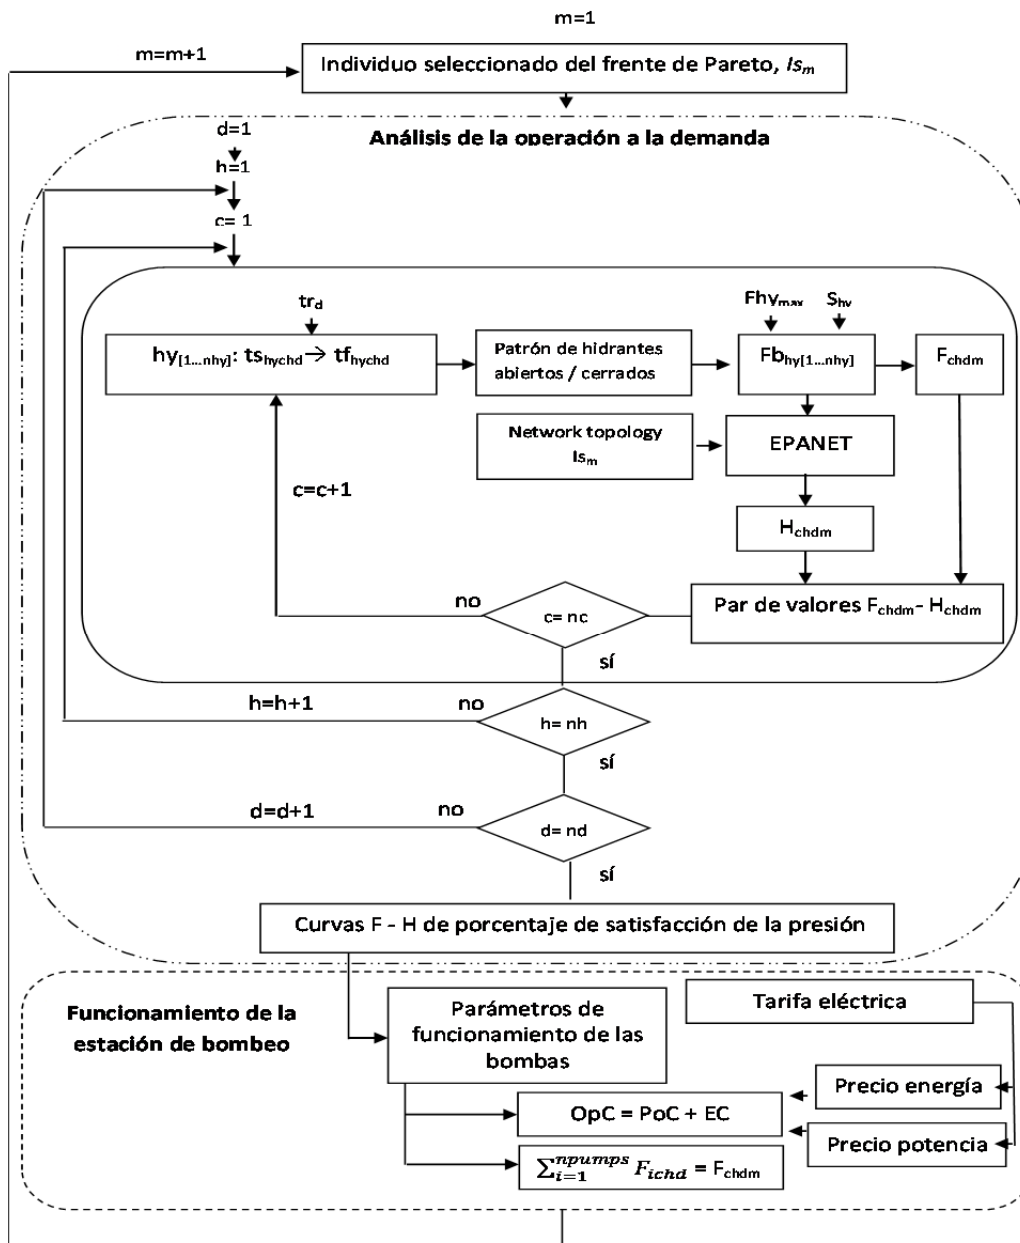 m=1
m=m+1
Individuo seleccionado del frente de Pareto, Is_m
d=1
Análisis de la operación a la demanda
h=1
c= 1
tr_d
Fhy_max
S_hy
hy_[1...nhy]: ts_hychd → tf_hychd
Patrón de hidrantes
abiertos / cerrados
Fb_hy[1...nhy]
F_chdm
Network topology
Is_m
EPANET
c=c+1
H_chdm
no
c= nc
Par de valores F_chdm- H_chdm
sí
h=h+1
no
h= nh
sí
d=d+1
no
d= nd
sí
Curvas F - H de porcentaje de satisfacción de la presión
Funcionamiento de la
estación de bombeo
Parámetros de
funcionamiento de las
bombas
Tarifa eléctrica
Precio energía
OpC = PoC + EC
Precio potencia
∑_{i=1}^{npumps} F_ichd = F_chdm